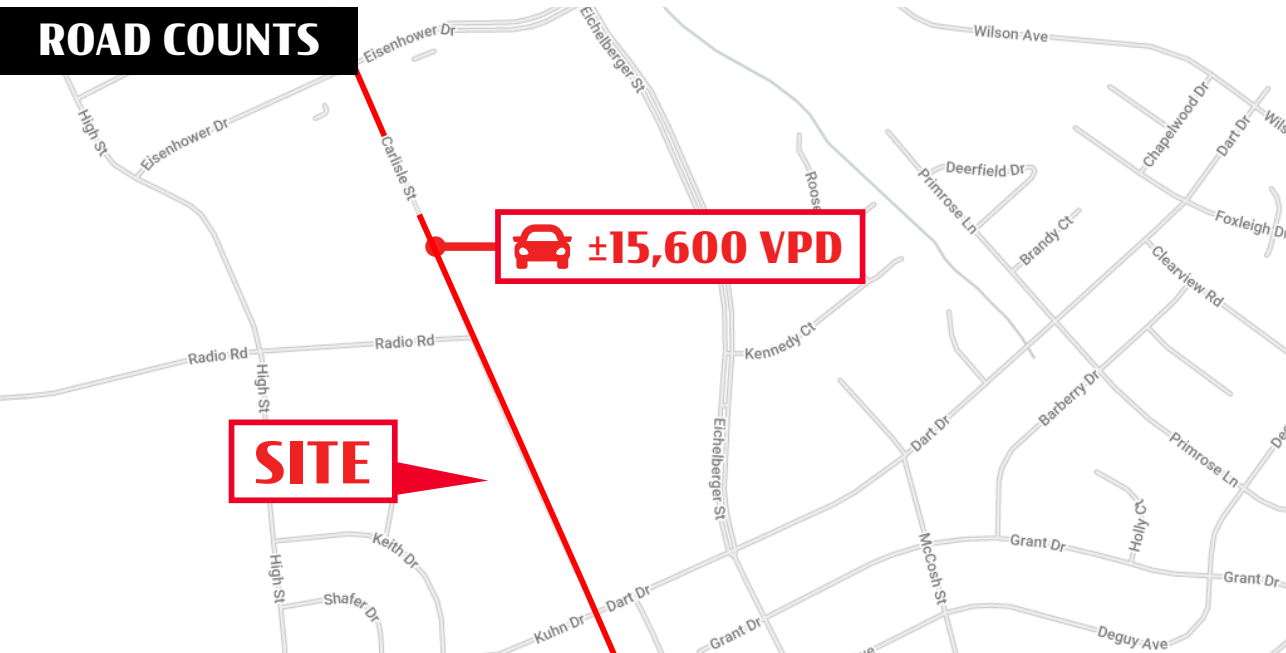 ROAD COUNTS
Eisenhower Dr
Eichelberger St
Wilson Ave
High St
Eisenhower Dr
Carlisle St
Chapelwood Dr
Dart Dr
Deerfield Dr
Primrose Ln
Foxleigh Dr
Brandy Ct
±15,600 VPD
Clearview Rd
Radio Rd
Radio Rd
Kennedy Ct
High St
Barberry Dr
Eichelberger St
Dart Dr
SITE
Primrose Ln
Holly Ct
Keith Dr
McCosh St
Grant Dr
High St
Grant Dr
Shafer Dr
Dart Dr
Kuhn Dr
Grant Dr
Deguy Ave